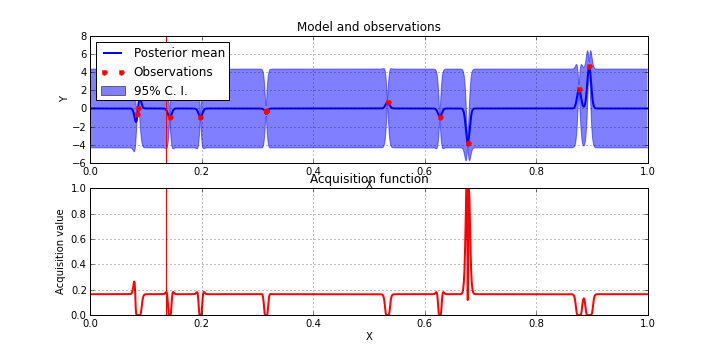 Model and observations
8
6
4
2
0
−2
−4
−6
Y
Posterior mean
Observations
95% C. I.
0.0 0.2 0.4 0.6 0.8 1.0
X
Acquisition function
1.0
0.8
0.6
0.4
0.2
0.0
Acquisition value
0.0 0.2 0.4 0.6 0.8 1.0
X